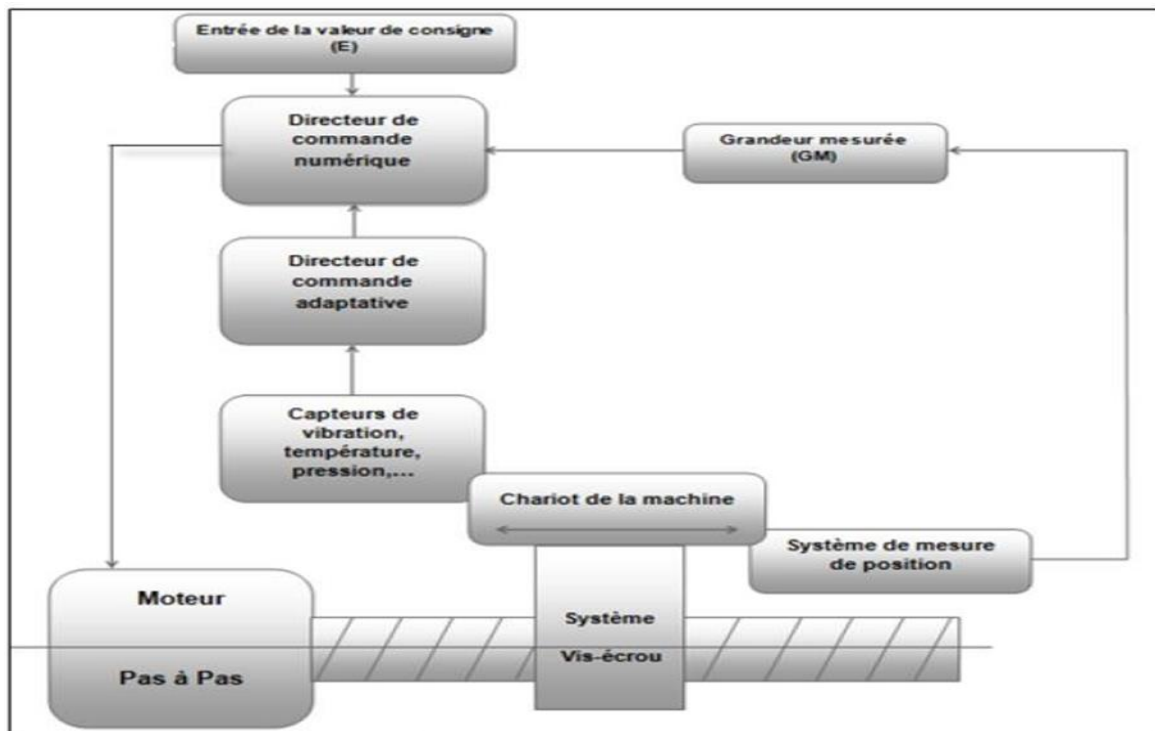 Entrée de la valeur de consigne
(E)
Directeur de
commande
numérique
Grandeur mesurée
(GM)
Directeur de
commande
adaptative
Capteurs de
vibration,
température,
pression,...
Chariot de la machine
Système de mesure
de position
Moteur
Pas à Pas
Système
Vis-écrou